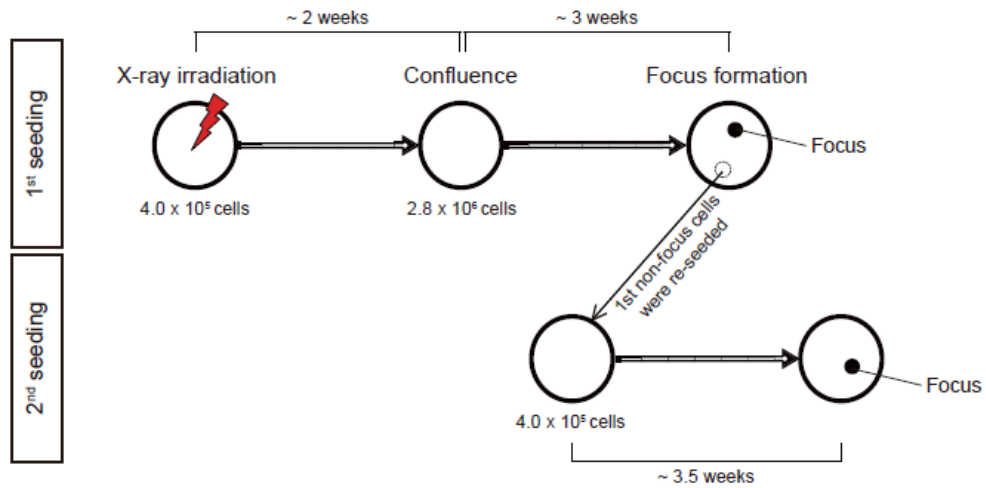 ~ 2 weeks
~ 3 weeks
1st seeding
X-ray irradiation
Confluence
Focus formation
Focus
4.0 x 10⁵ cells
2.8 x 10⁶ cells
1st non-focus cells
were re-seeded
2nd seeding
Focus
4.0 x 10⁵ cells
~ 3.5 weeks